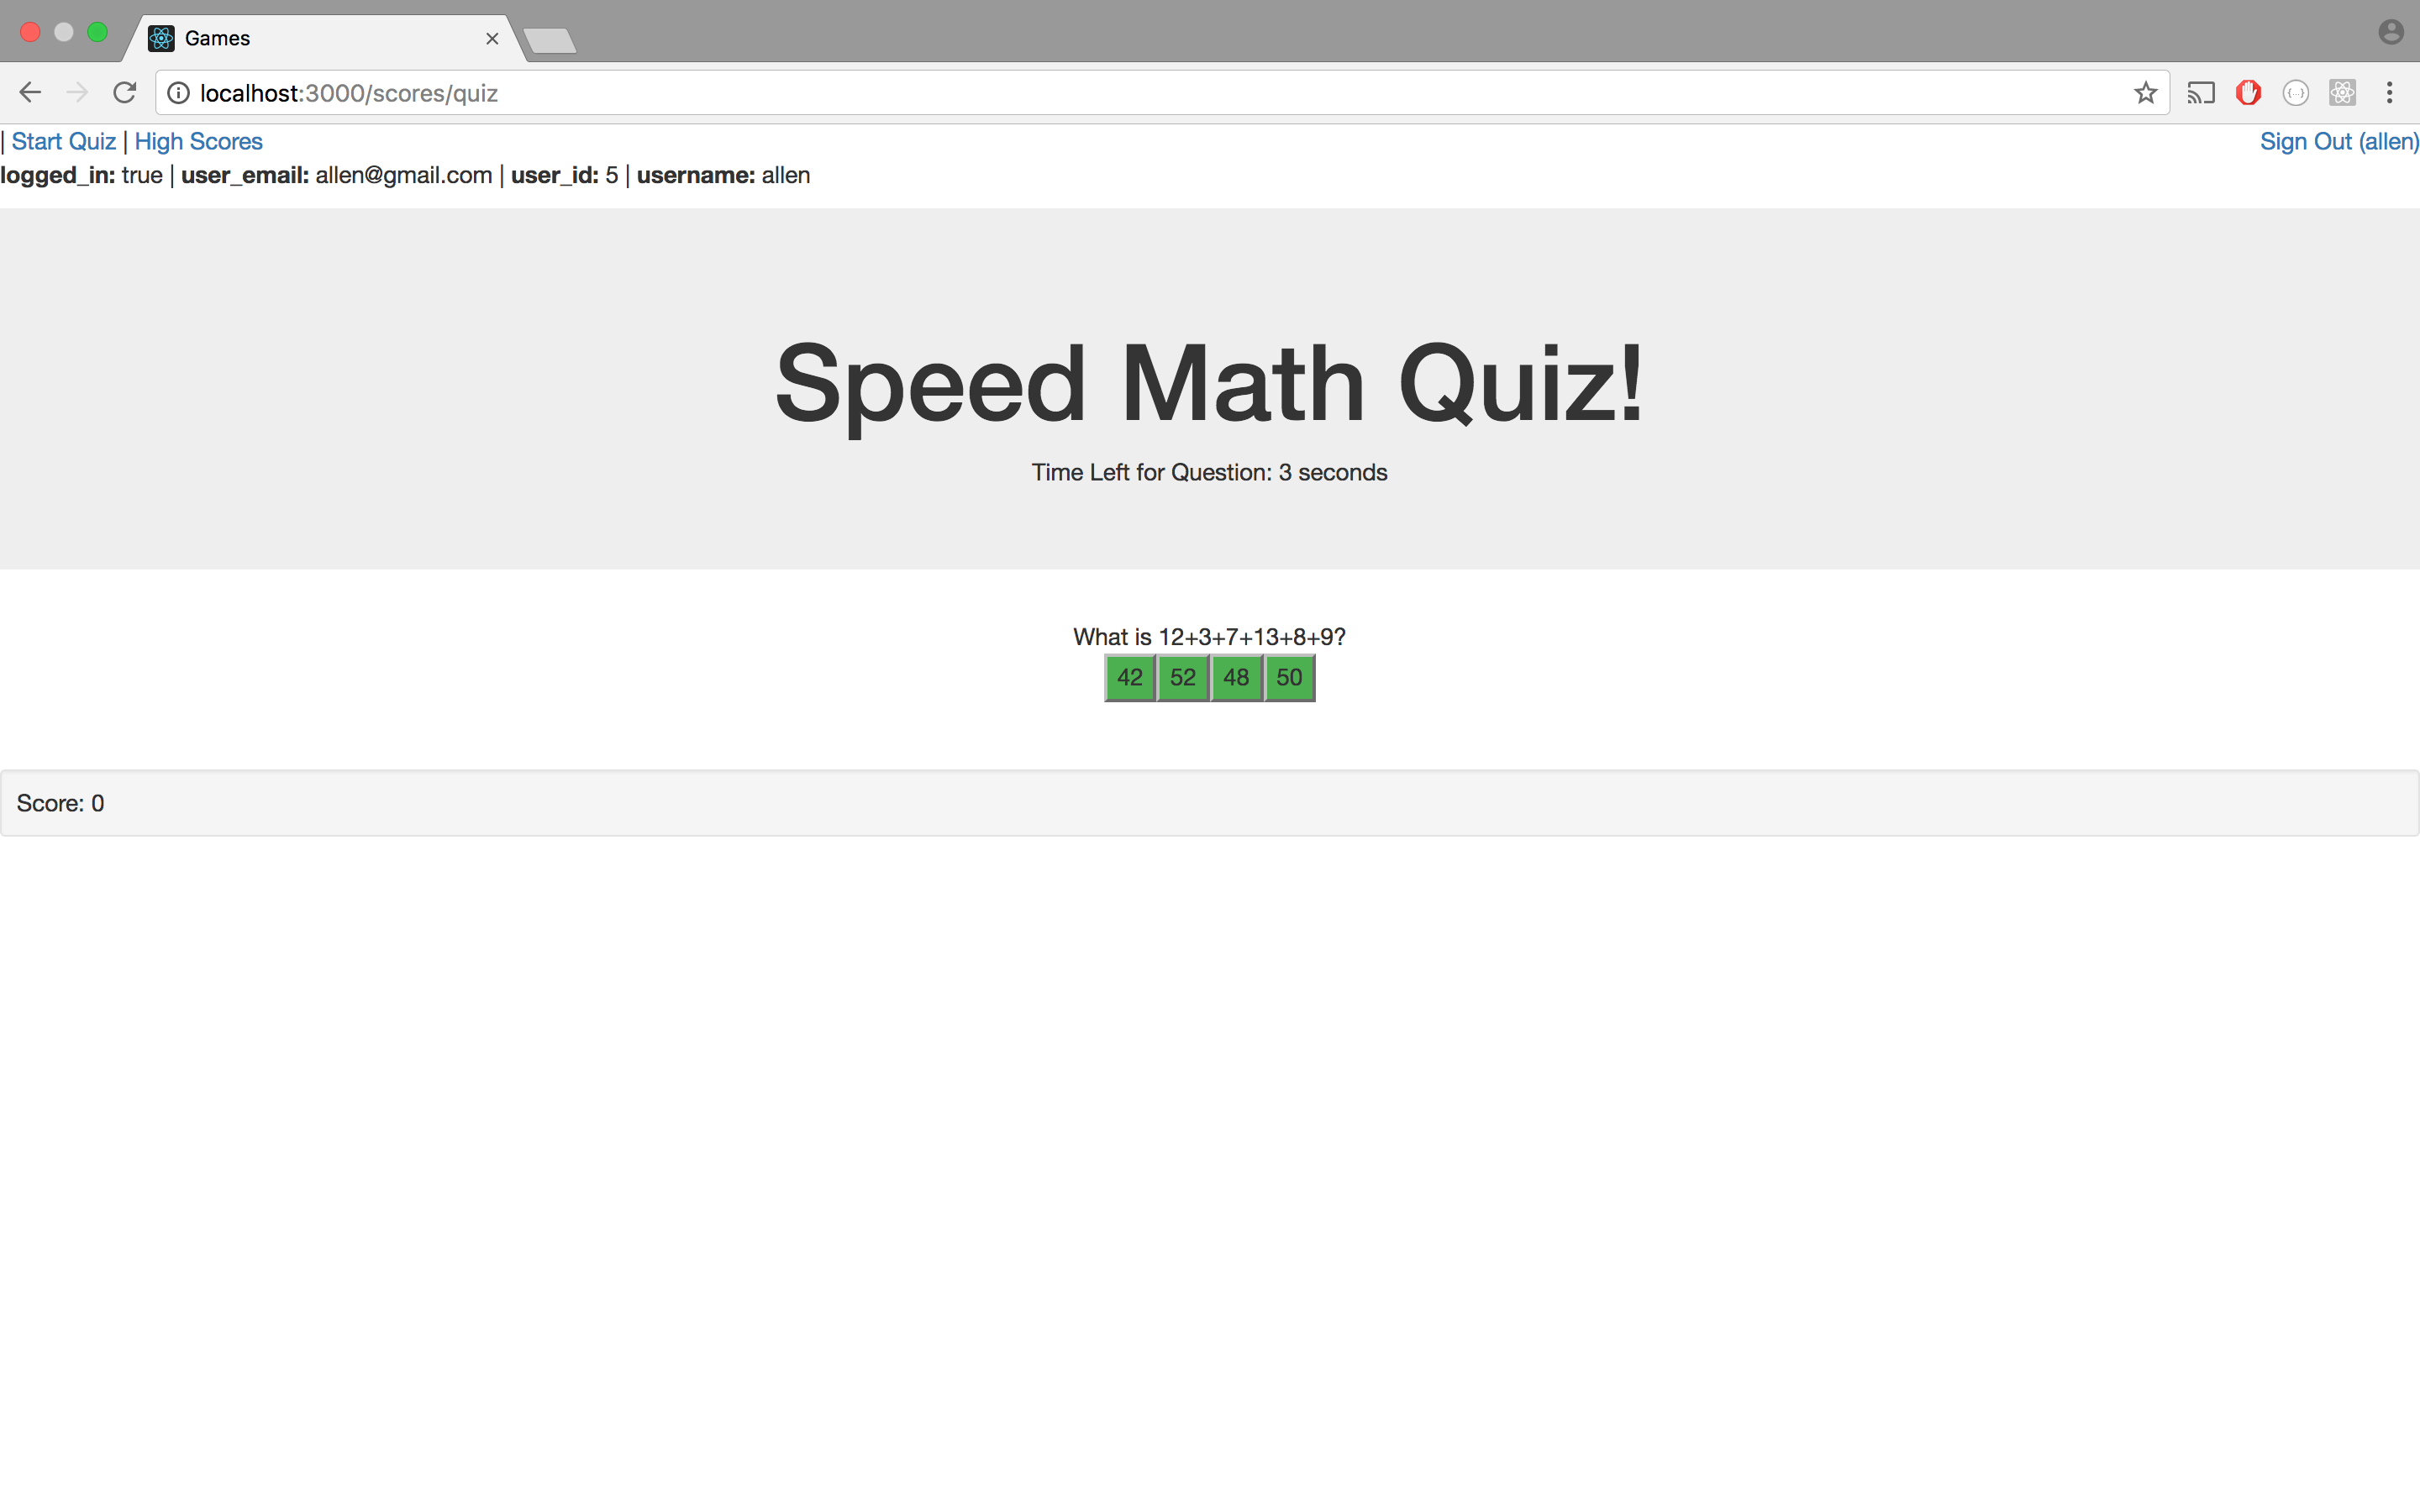 Games
localhost:3000/scores/quiz
| Start Quiz | High Scores
Sign Out (allen)
logged_in: true | user_email: allen@gmail.com | user_id: 5 | username: allen
Speed Math Quiz!
Time Left for Question: 3 seconds
What is 12+3+7+13+8+9?
42 52 48 50
Score: 0